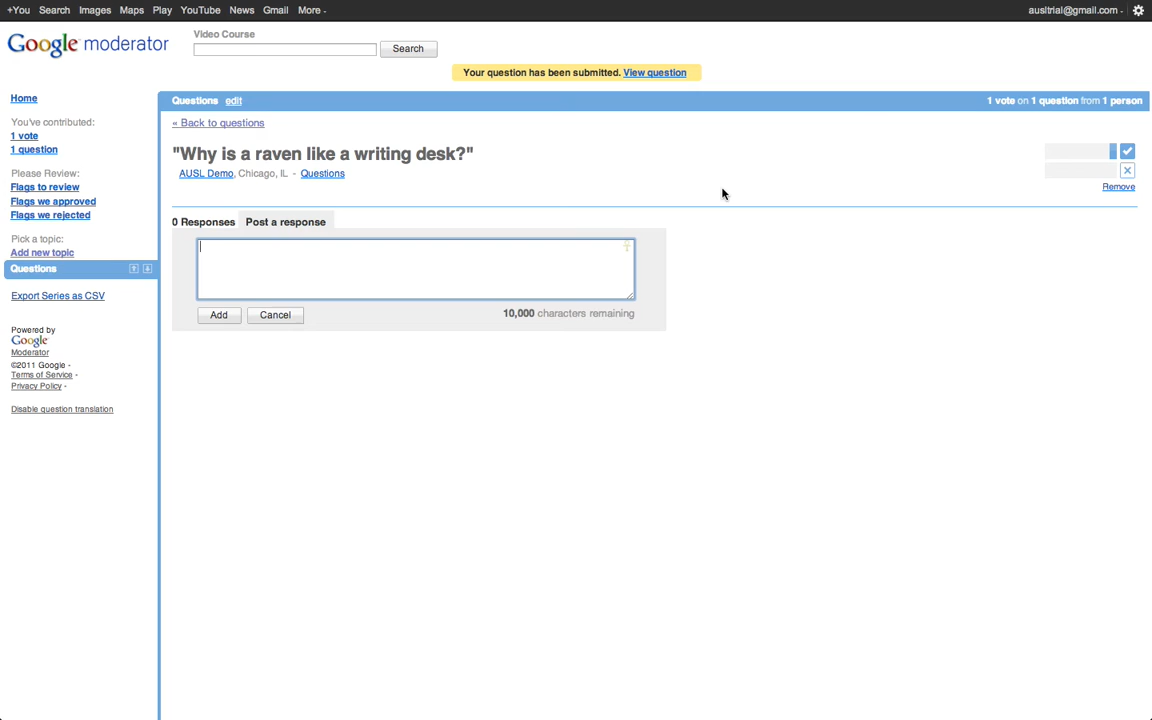 +You Search Images Maps Play YouTube News Gmail More -
ausltrial@gmail.com -
Google moderator
Video Course
Search
Your question has been submitted. View question
Home
You've contributed:
1 vote
1 question
Please Review:
Flags to review
Flags we approved
Flags we rejected
Pick a topic:
Add new topic
Questions
Export Series as CSV
Powered by
Google
Moderator
©2011 Google -
Terms of Service -
Privacy Policy -
Disable question translation
Questions edit
1 vote on 1 question from 1 person
« Back to questions
"Why is a raven like a writing desk?"
AUSL Demo, Chicago, IL - Questions
Remove
0 Responses Post a response
Add Cancel 10,000 characters remaining